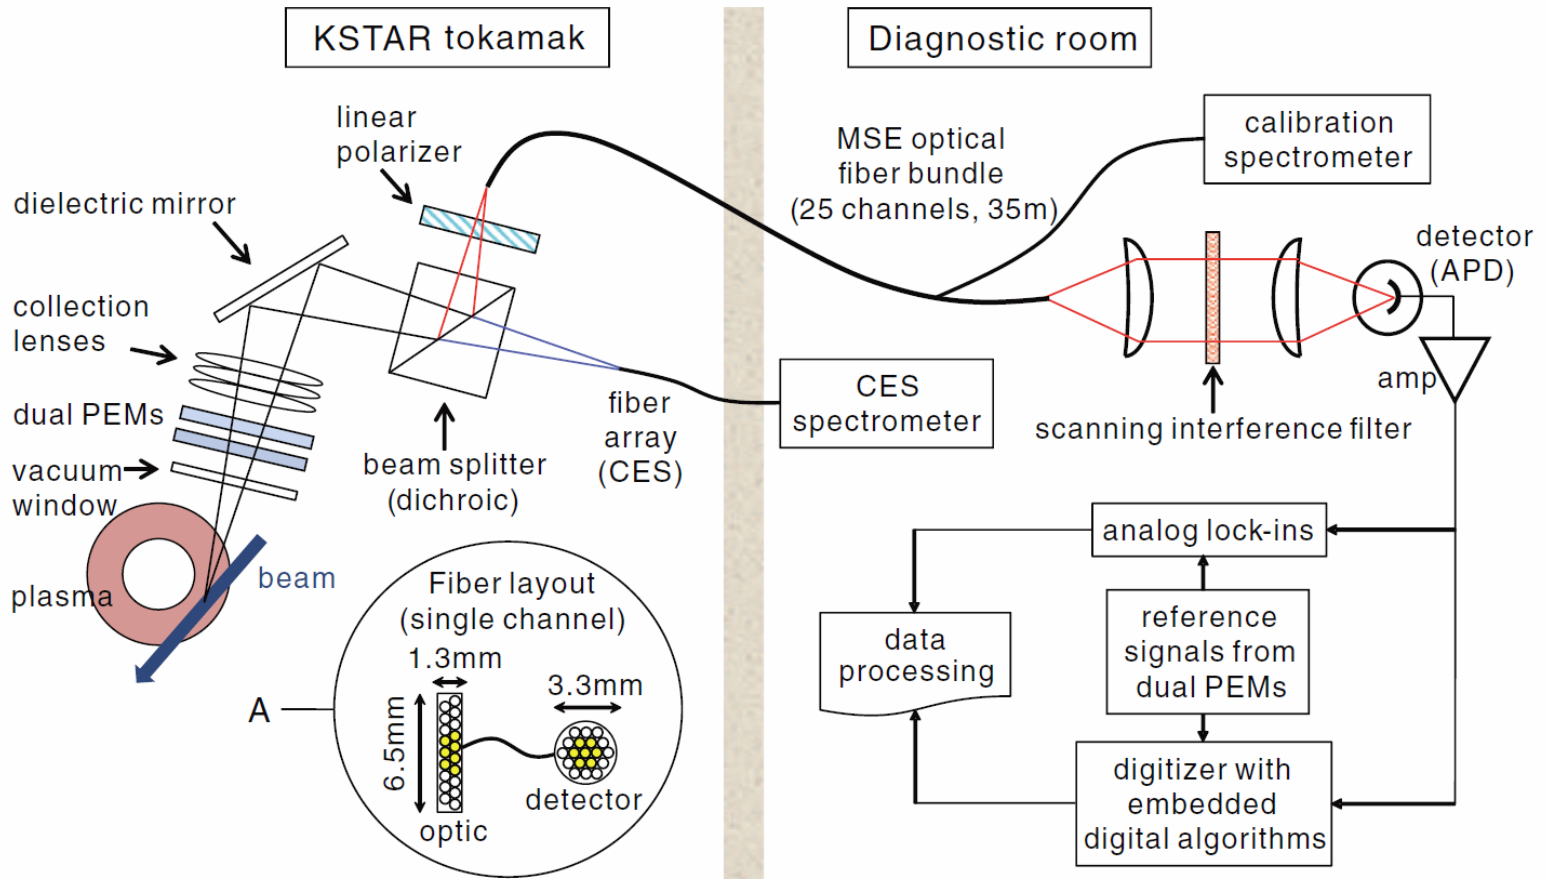 KSTAR tokamak
Diagnostic room
linear
polarizer
dielectric mirror
collection
lenses
dual PEMs
vacuum
window
plasma
beam
beam splitter
(dichroic)
fiber
array
(CES)
CES
spectrometer
MSE optical
fiber bundle
(25 channels, 35m)
calibration
spectrometer
detector
(APD)
amp
scanning interference filter
analog lock-ins
reference
signals from
dual PEMs
data
processing
digitizer with
embedded
digital algorithms
A
Fiber layout
(single channel)
1.3mm
6.5mm
3.3mm
optic
detector